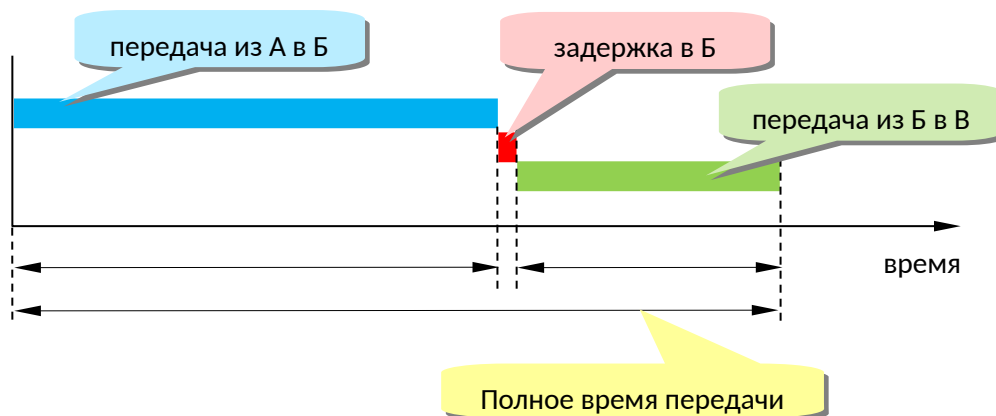 передача из А в Б
задержка в Б
передача из Б в В
время
Полное время передачи